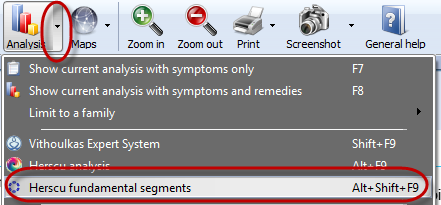 Analysis Maps Zoom in Zoom out Print Screenshot General help
Show current analysis with symptoms only F7
Show current analysis with symptoms and remedies F8
Limit to a family
Vithoulkas Expert System Shift+F9
Herscu analysis Alt+F9
Herscu fundamental segments Alt+Shift+F9